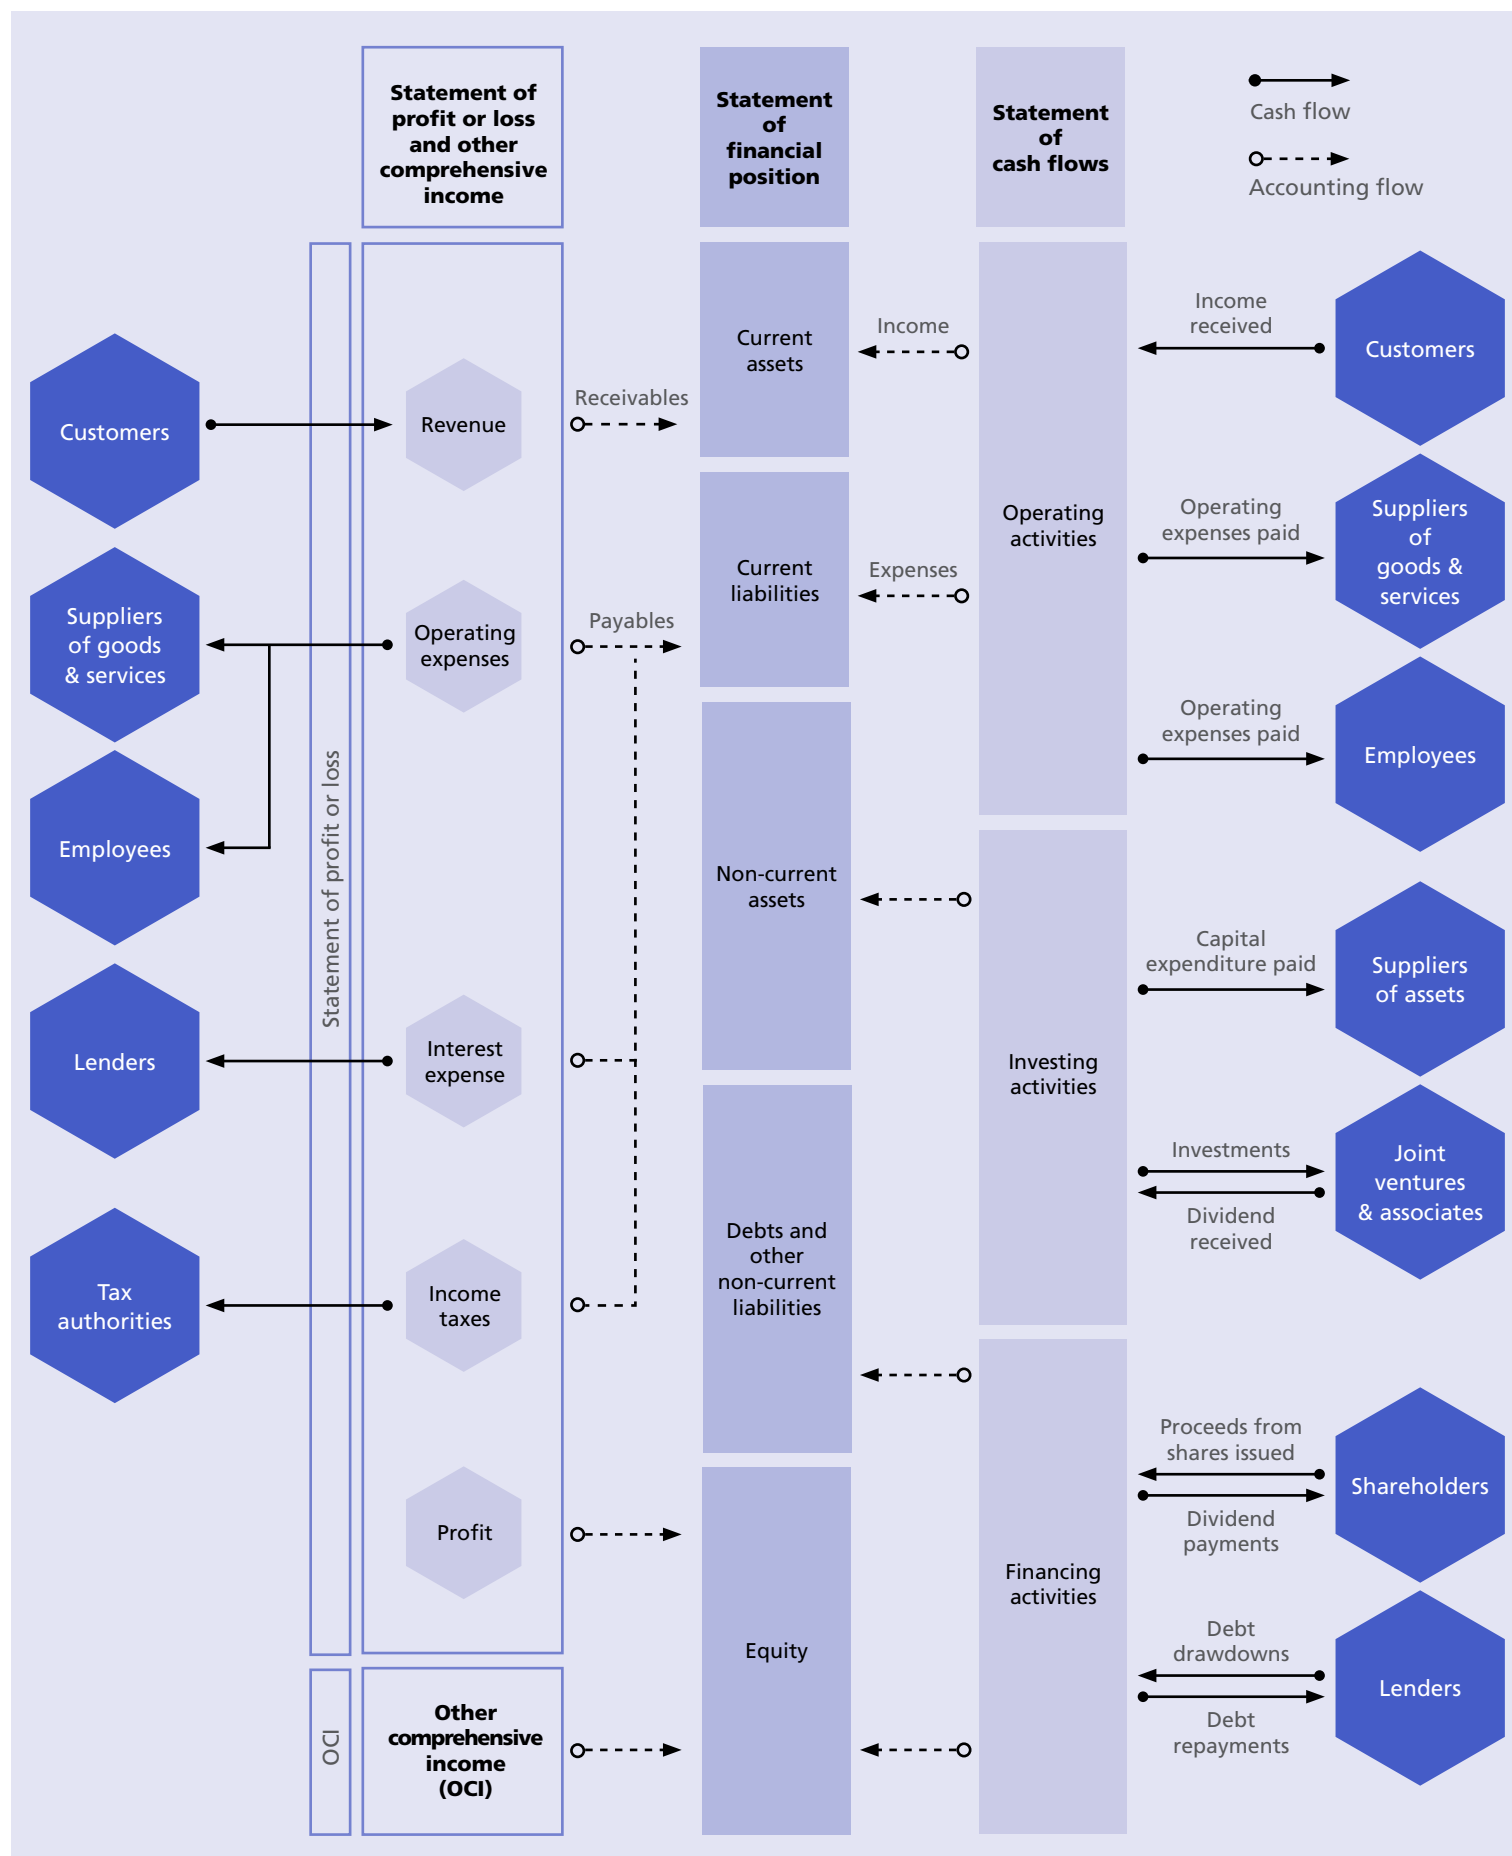 Statement of
profit or loss
and other
comprehensive
income
Statement
of
financial
position
Statement
of
cash flows
Cash flow
Accounting flow
Customers
Suppliers
of goods
& services
Employees
Lenders
Tax
authorities
Statement of profit or loss
OCI
Revenue
Operating
expenses
Interest
expense
Income
taxes
Profit
Other
comprehensive
income
(OCI)
Receivables
Payables
Current
assets
Current
liabilities
Non-current
assets
Debts and
other
non-current
liabilities
Equity
Income
Expenses
Operating
activities
Investing
activities
Financing
activities
Income
received
Operating
expenses paid
Operating
expenses paid
Capital
expenditure paid
Investments
Dividend
received
Proceeds from
shares issued
Dividend
payments
Debt
drawdowns
Debt
repayments
Customers
Suppliers
of
goods &
services
Employees
Suppliers
of assets
Joint
ventures
& associates
Shareholders
Lenders